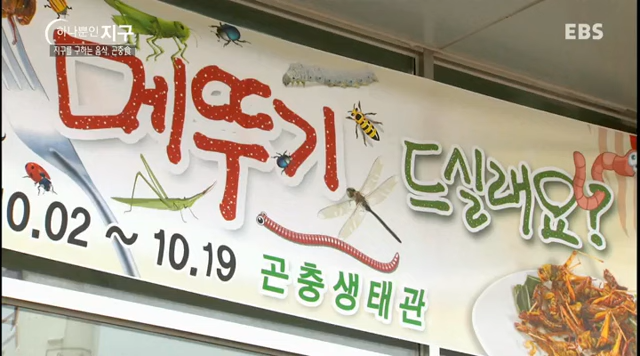 하나뿐인 지구
지구를 구하는 음식, 곤충食
EBS
메뚜기
드실래요?
10.02 ~ 10.19
곤충생태관